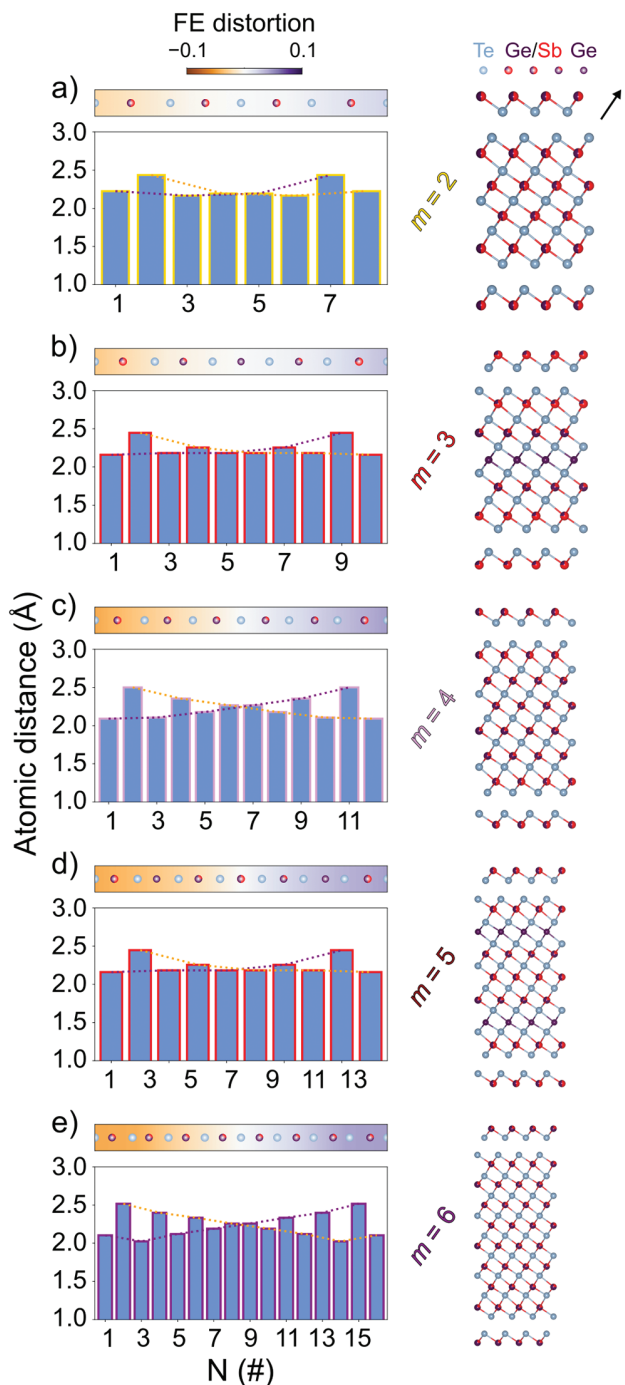 FE distortion
−0.1 0.1
Te Ge/Sb Ge
a)
3.0
2.5
2.0
1.5
1.0
1 3 5 7
m = 2
b)
3.0
2.5
2.0
1.5
1.0
1 3 5 7 9
m = 3
c)
3.0
2.5
2.0
1.5
1.0
1 3 5 7 9 11
m = 4
Atomic distance (Å)
d)
3.0
2.5
2.0
1.5
1.0
1 3 5 7 9 11 13
m = 5
e)
3.0
2.5
2.0
1.5
1.0
1 3 5 7 9 11 13 15
m = 6
N (#)